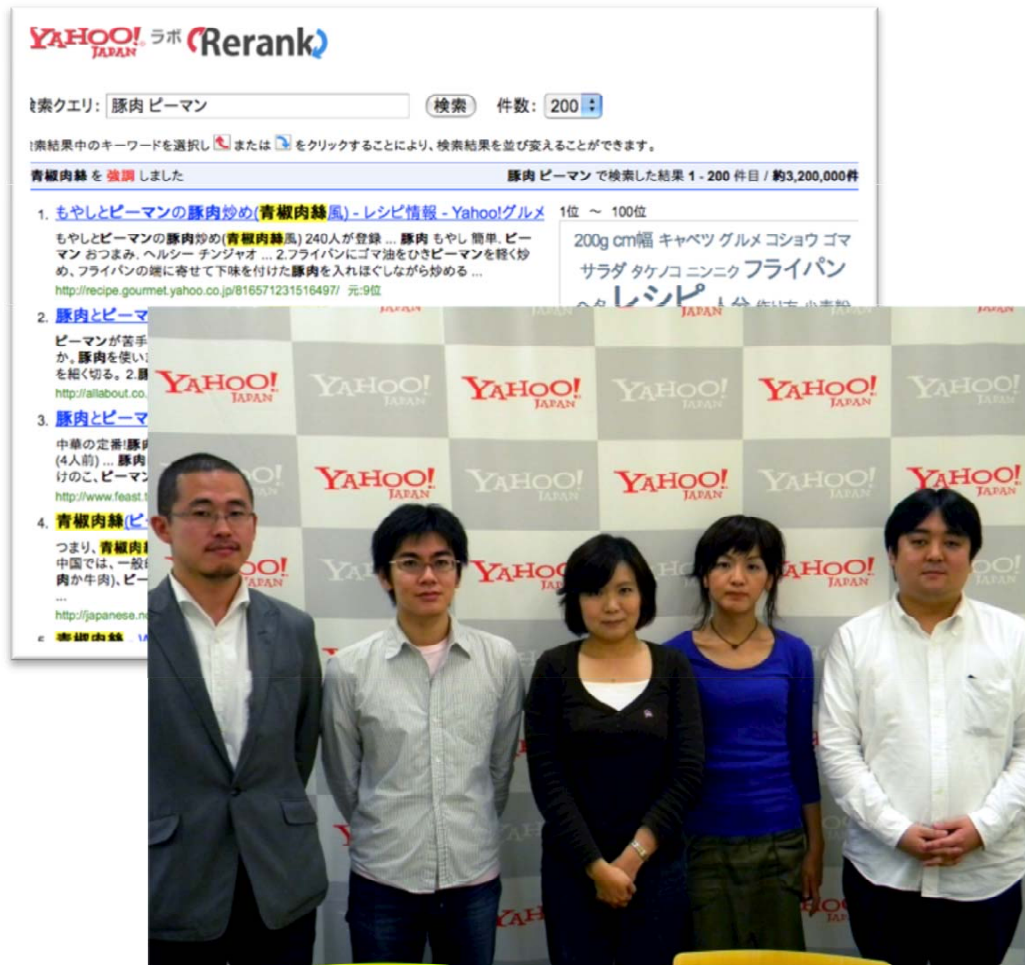 YAHOO! JAPAN ラボ Rerank
検索クエリ: 豚肉 ピーマン 検索 件数: 200
検索結果中のキーワードを選択し または をクリックすることにより、検索結果を並び変えることができます。
青椒肉絲 を 強調 しました 豚肉 ピーマン で検索した結果 1 - 200 件目 / 約3,200,000件
1. もやしとピーマンの豚肉炒め(青椒肉絲風) - レシピ情報 - Yahoo!グルメ
もやしとピーマンの豚肉炒め(青椒肉絲風) 240人が登録 ... 豚肉 もやし 簡単、ピー
マン おつまみ、ヘルシー チンジャオ ... 2.フライパンにゴマ油をひきピーマンを軽く炒
め、フライパンの端に寄せて下味を付けた豚肉を入れほぐしながら炒める ...
http://recipe.gourmet.yahoo.co.jp/816571231516497/ 元:9位
1位 ～ 100位
200g cm幅 キャベツ グルメ コショウ ゴマ
サラダ タケノコ ニンニク フライパン
レシピ 人分
2. 豚肉とピーマ
ピーマンが苦手
か。豚肉を使い
を細く切る。2.豚
http://allabout.co.
3. 豚肉とピーマ
中華の定番!豚肉
(4人前) ... 豚肉
けのこ、ピーマン
http://www.feast.t
4. 青椒肉絲(ピー
つまり、青椒肉絲
中国では、一般的
肉か牛肉)、ピー
...
http://japanese.ne
5. 青椒肉絲
JAPAN JAPAN JAPAN
YAHOO! JAPAN YAHOO! JAPAN YAHOO! JAPAN YAHOO! JAPAN YAHOO! JAPAN YAHOO! JAPAN
YAHOO! JAPAN YAHOO! JAPAN YAHOO! JAPAN YAHOO! JAPAN YAHOO! JAPAN